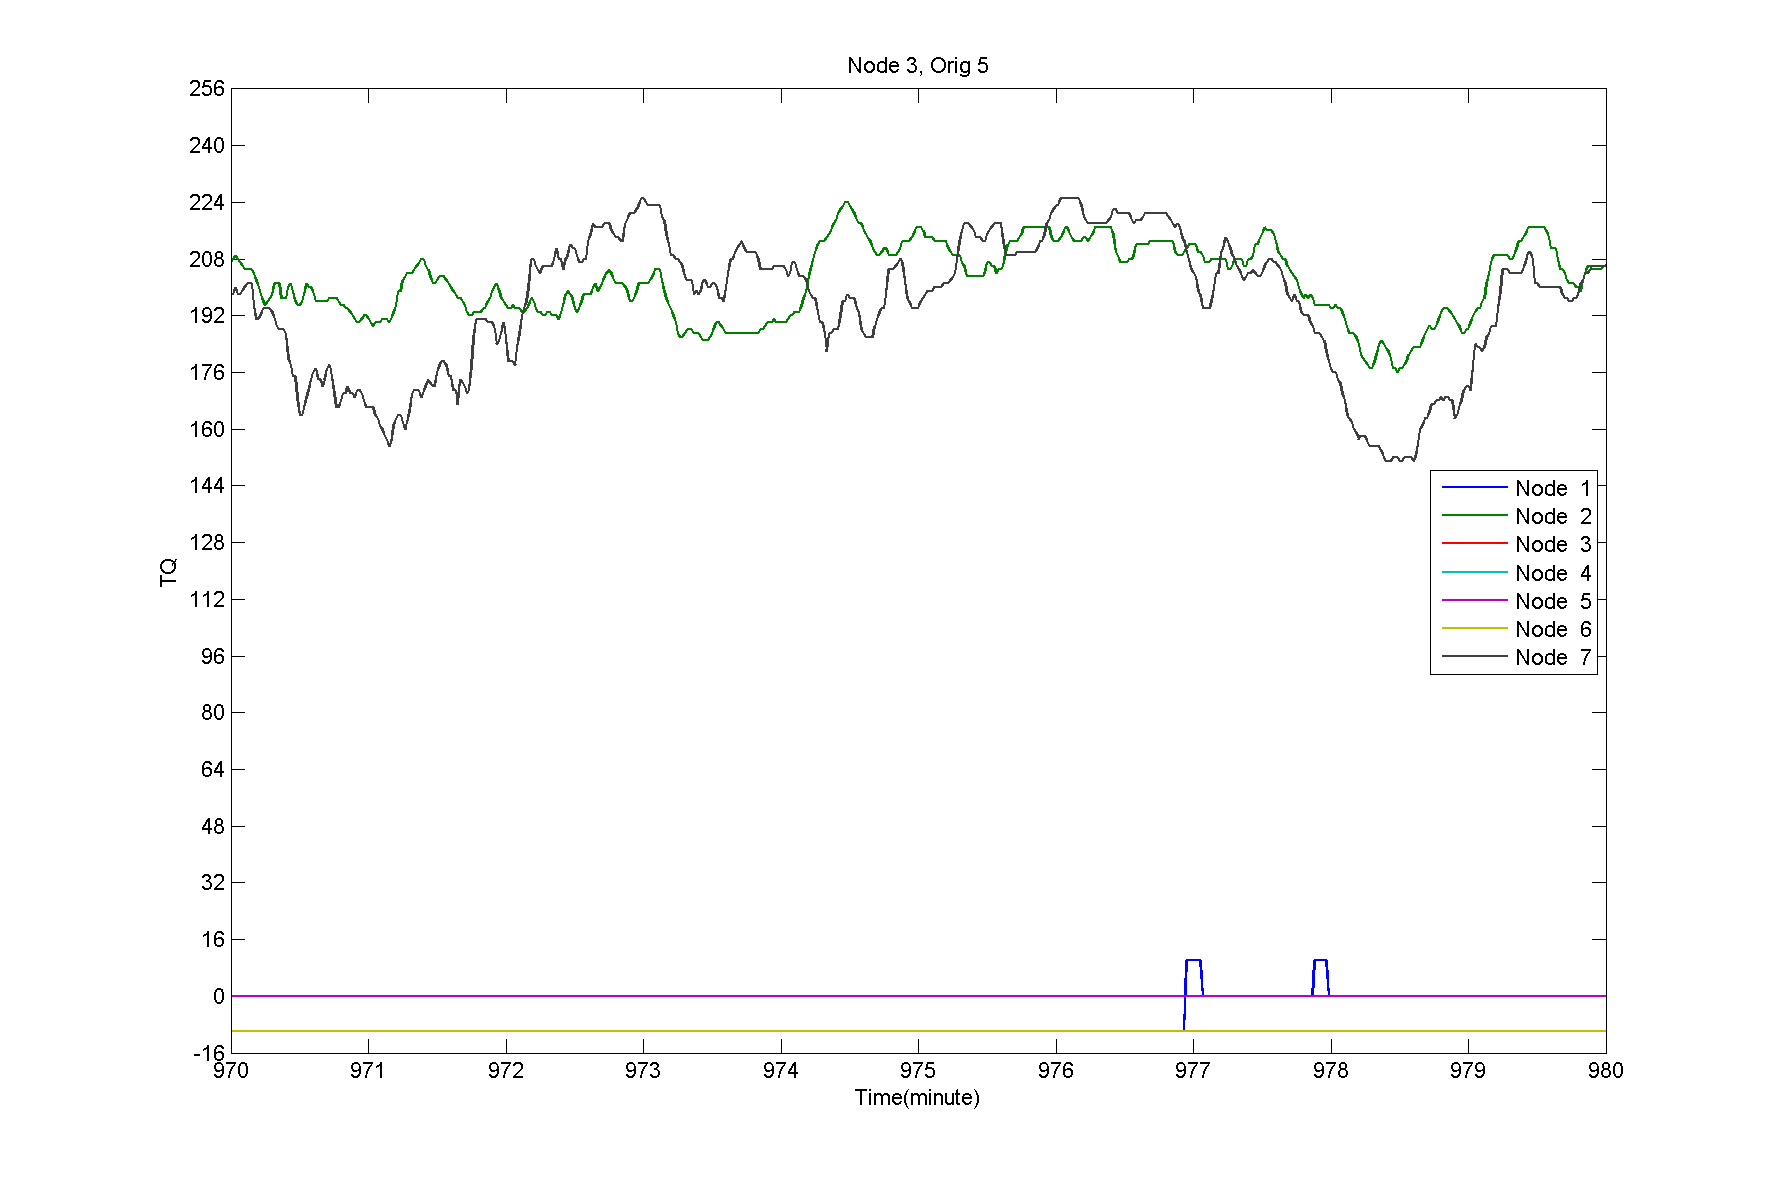 Node 3, Orig 5
256
240
224
208
192
176
160
144
128
112
96
80
64
48
32
16
0
-16
TQ
Node 1
Node 2
Node 3
Node 4
Node 5
Node 6
Node 7
970 971 972 973 974 975 976 977 978 979 980
Time(minute)